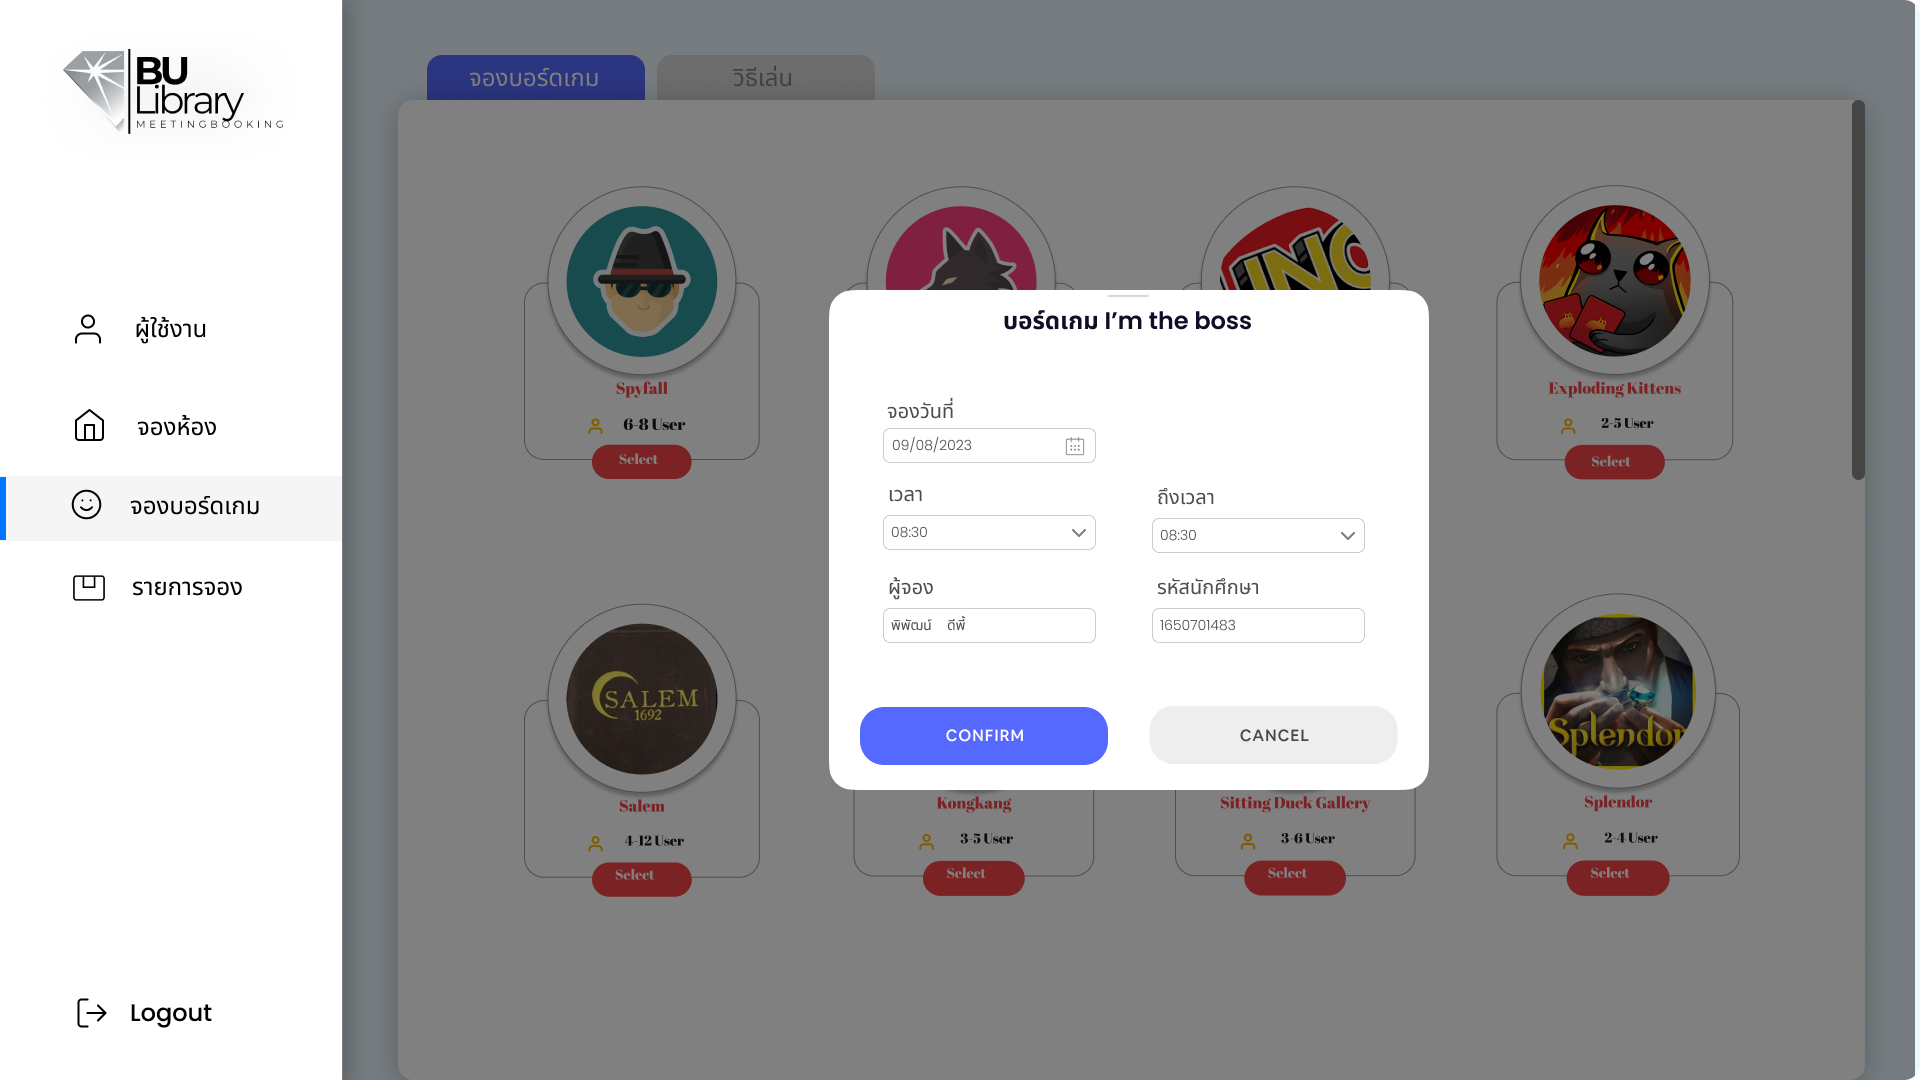 BU
Library
MEETINGBOOKING
ผู้ใช้งาน
จองห้อง
จองบอร์ดเกม
รายการจอง
Logout
จองบอร์ดเกม
วิธีเล่น
UNO
Spyfall
6-8 User
Select
Exploding Kittens
2-5 User
Select
บอร์ดเกม I'm the boss
จองวันที่
09/08/2023
เวลา
ถึงเวลา
08:30
08:30
ผู้จอง
รหัสนักศึกษา
พิพัฒน์ ดีพี้
1650701483
CONFIRM
CANCEL
SALEM
1692
Salem
4-12 User
Select
Kongkang
3-5 User
Select
Sitting Duck Gallery
3-6 User
Select
Splendor
Splendor
2-4 User
Select